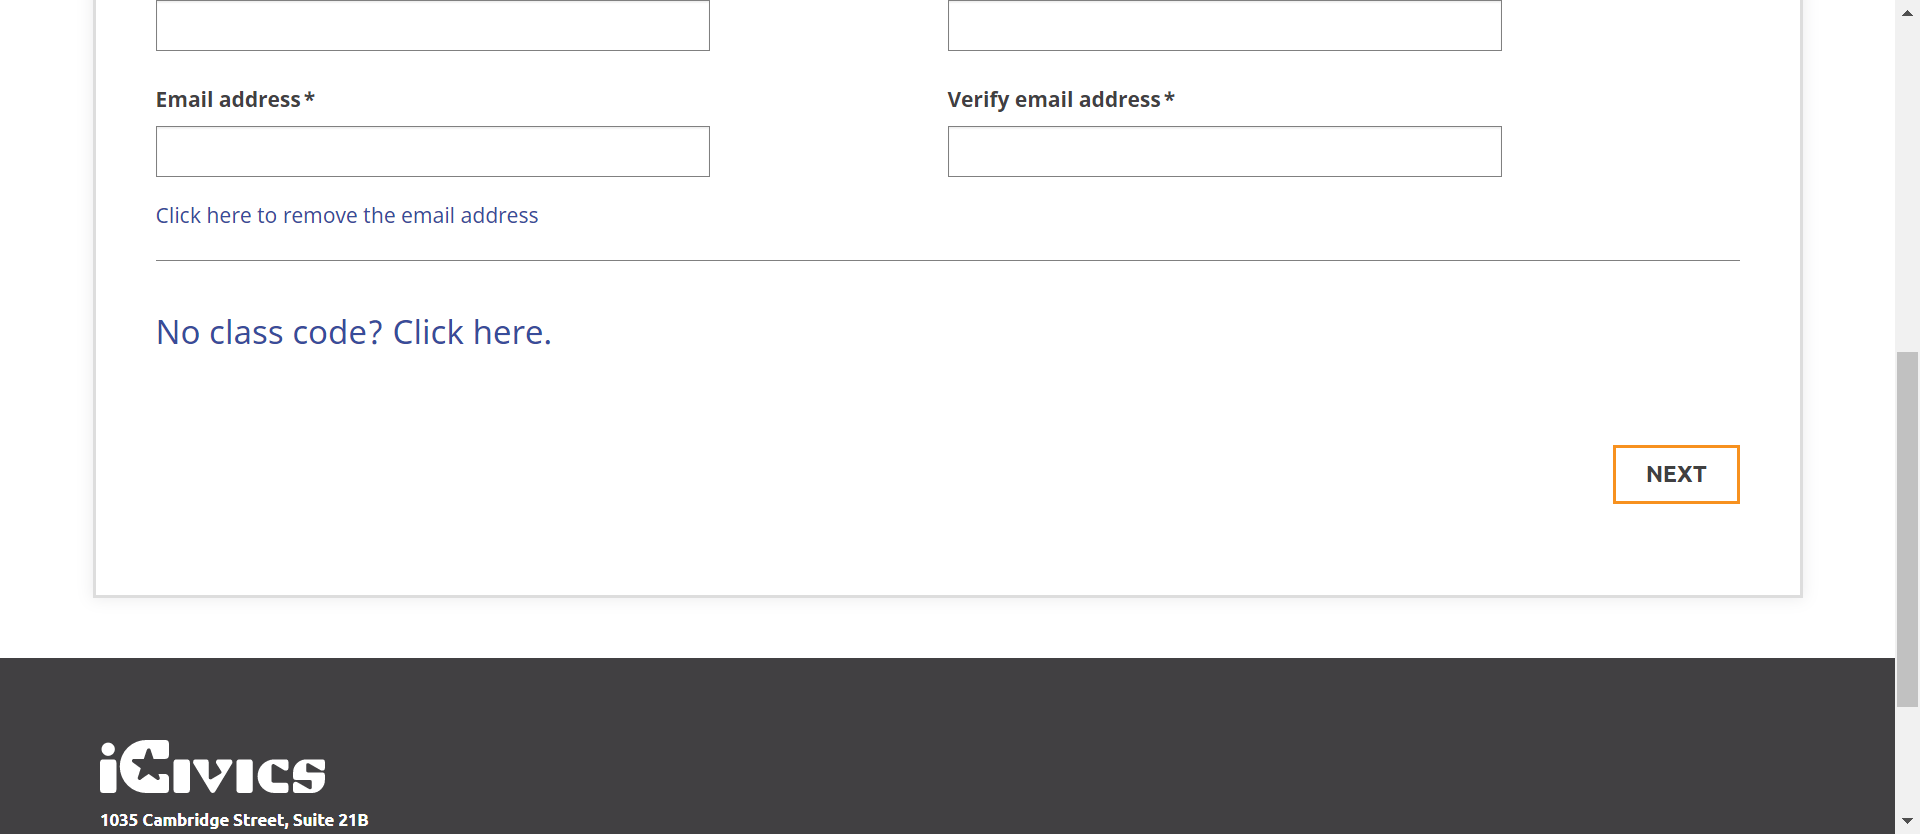 Email address*
Verify email address*
Click here to remove the email address
No class code? Click here.
NEXT
iCivics
1035 Cambridge Street, Suite 21B